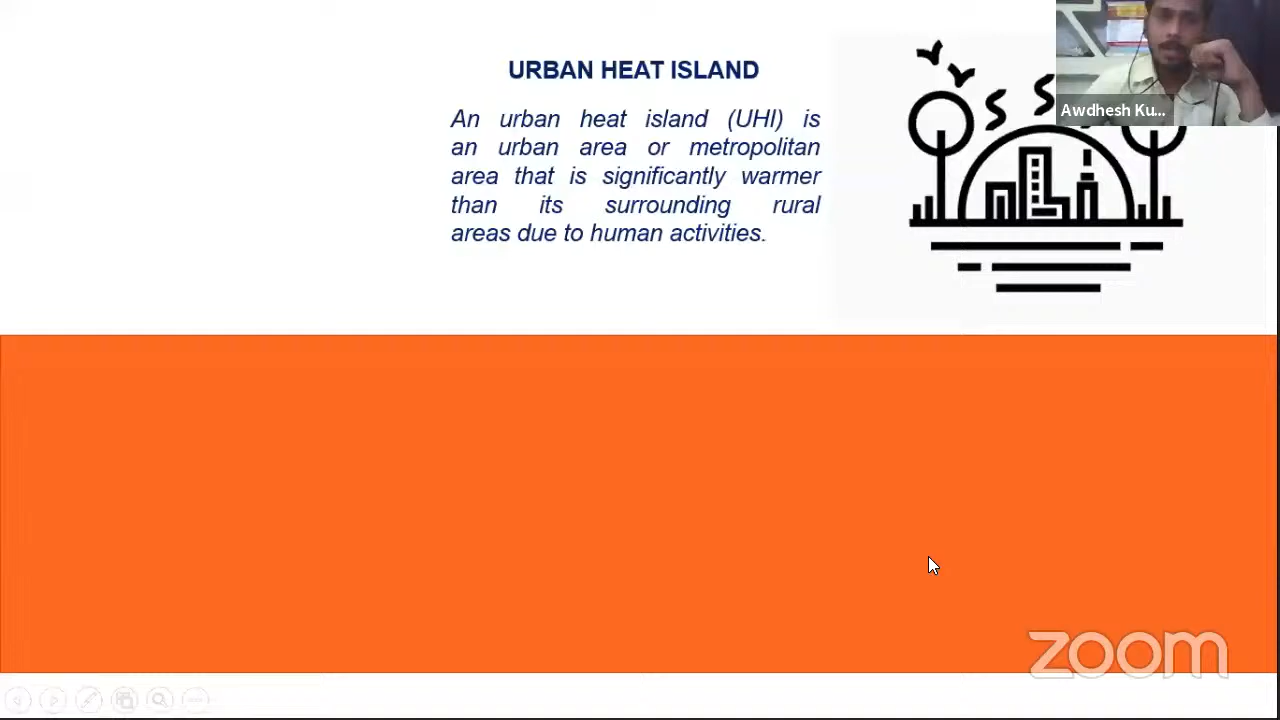 URBAN HEAT ISLAND
An urban heat island (UHI) is
an urban area or metropolitan
area that is significantly warmer
than its surrounding rural
areas due to human activities.
Awdhesh Ku...
zoom